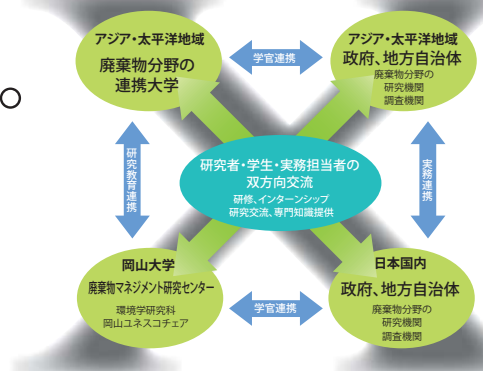 アジア・太平洋地域
廃棄物分野の
連携大学
学官連携
アジア・太平洋地域
政府、地方自治体
廃棄物分野の
研究機関
調査機関
研究教育連携
研究者・学生・実務担当者の
双方向交流
研修、インターンシップ
研究交流、専門知識提供
実務連携
岡山大学
廃棄物マネジメント研究センター
環境学研究科
岡山ユネスコチェア
学官連携
日本国内
政府、地方自治体
廃棄物分野の
研究機関
調査機関